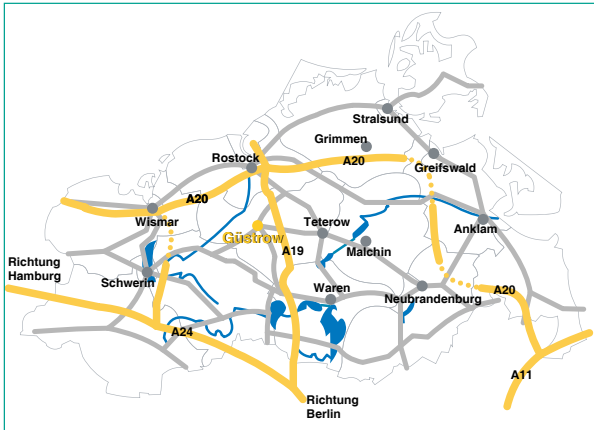 Stralsund
Grimmen
Rostock
A20
Greifswald
A20
Wismar
Teterow
Anklam
Güstrow
A19
Malchin
Richtung
Hamburg
Schwerin
Waren
Neubrandenburg
A20
A24
A11
Richtung
Berlin